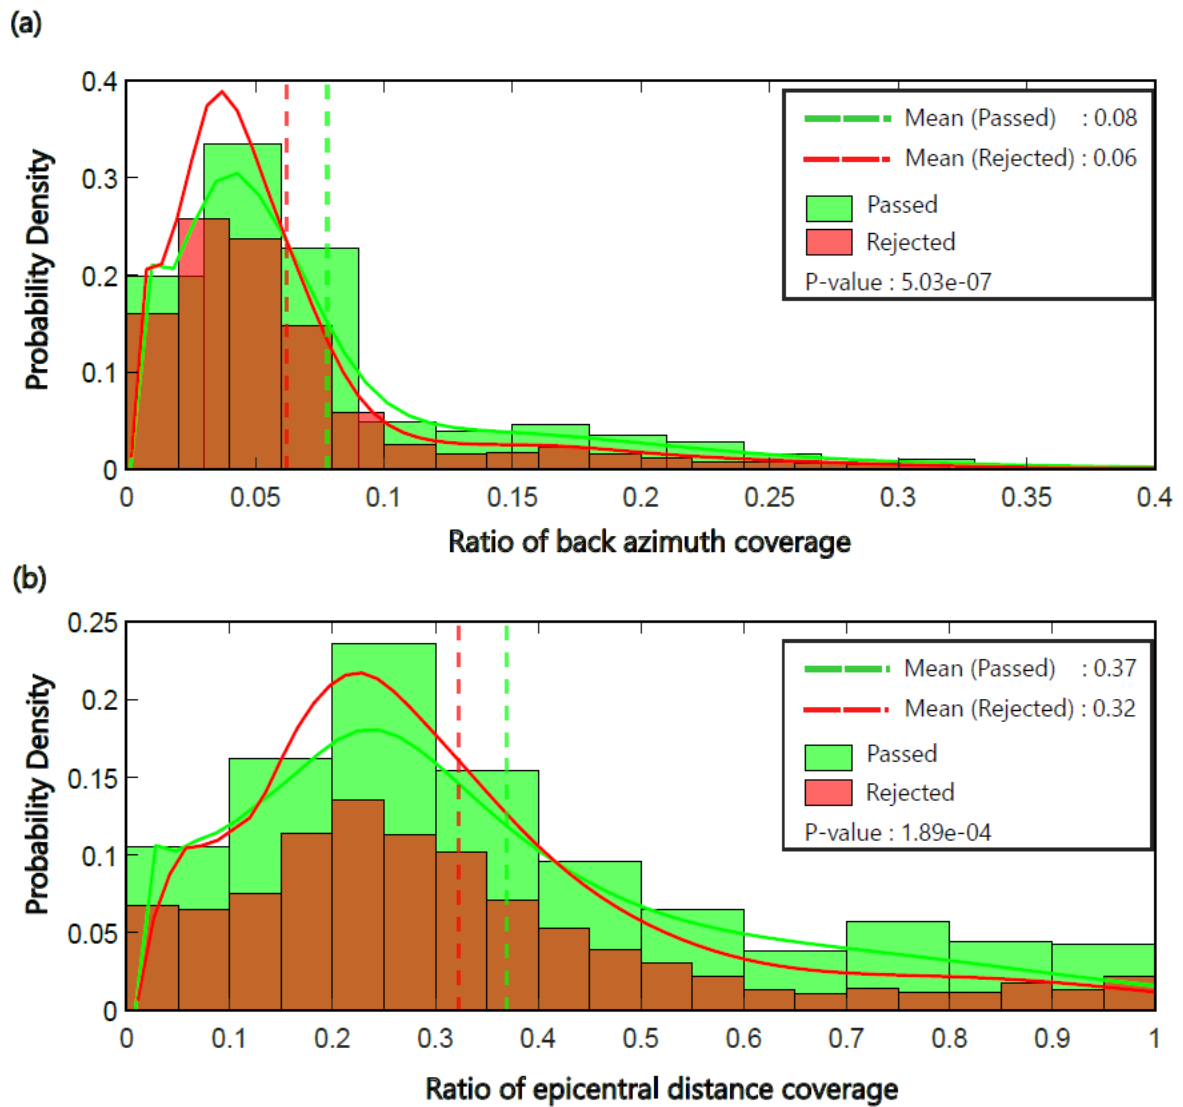 (a)
0.4
0.3
0.2
0.1
0
Probability Density
Mean (Passed) : 0.08
Mean (Rejected) : 0.06
Passed
Rejected
P-value : 5.03e-07
0 0.05 0.1 0.15 0.2 0.25 0.3 0.35 0.4
Ratio of back azimuth coverage
(b)
0.25
0.2
0.15
0.1
0.05
0
Probability Density
Mean (Passed) : 0.37
Mean (Rejected) : 0.32
Passed
Rejected
P-value : 1.89e-04
0 0.1 0.2 0.3 0.4 0.5 0.6 0.7 0.8 0.9 1
Ratio of epicentral distance coverage